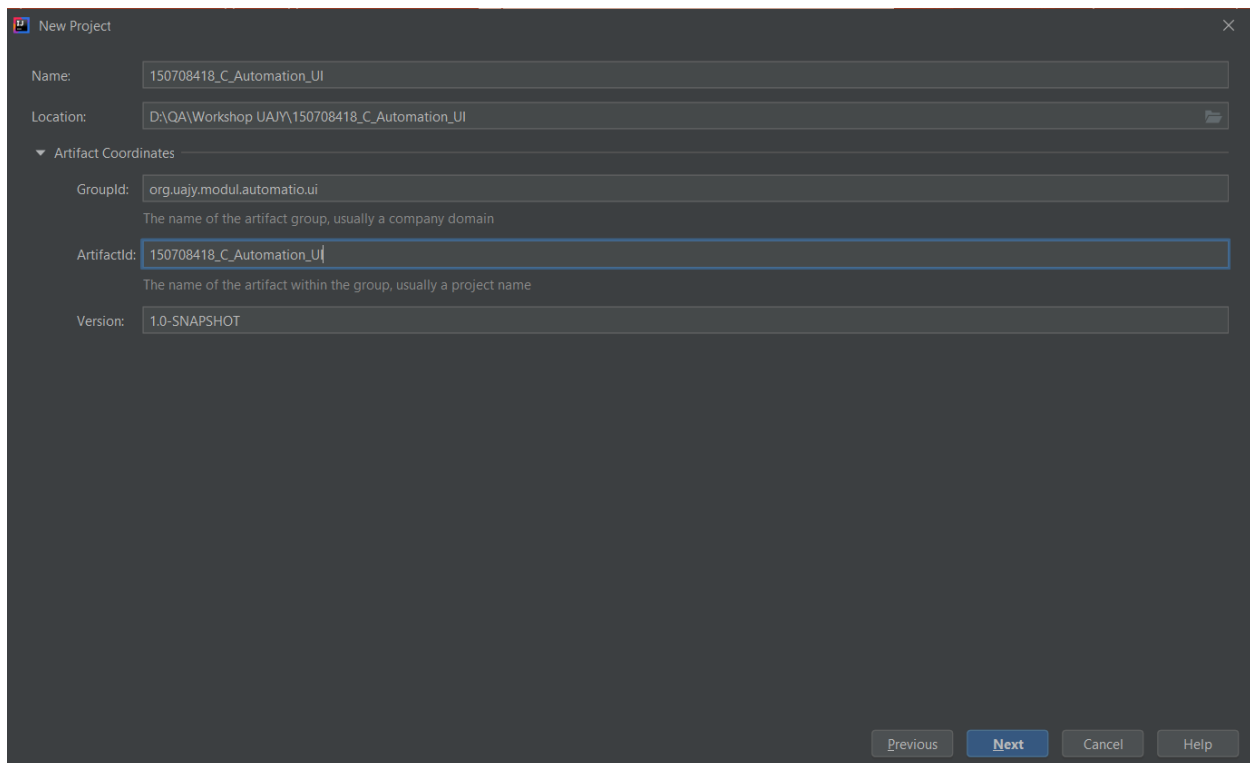 New Project
Name: 150708418_C_Automation_UI
Location: D:\QA\Workshop UAJY\150708418_C_Automation_UI
Artifact Coordinates
GroupId: org.uajy.modul.automatio.ui
The name of the artifact group, usually a company domain
ArtifactId: 150708418_C_Automation_UI
The name of the artifact within the group, usually a project name
Version: 1.0-SNAPSHOT
Previous Next Cancel Help